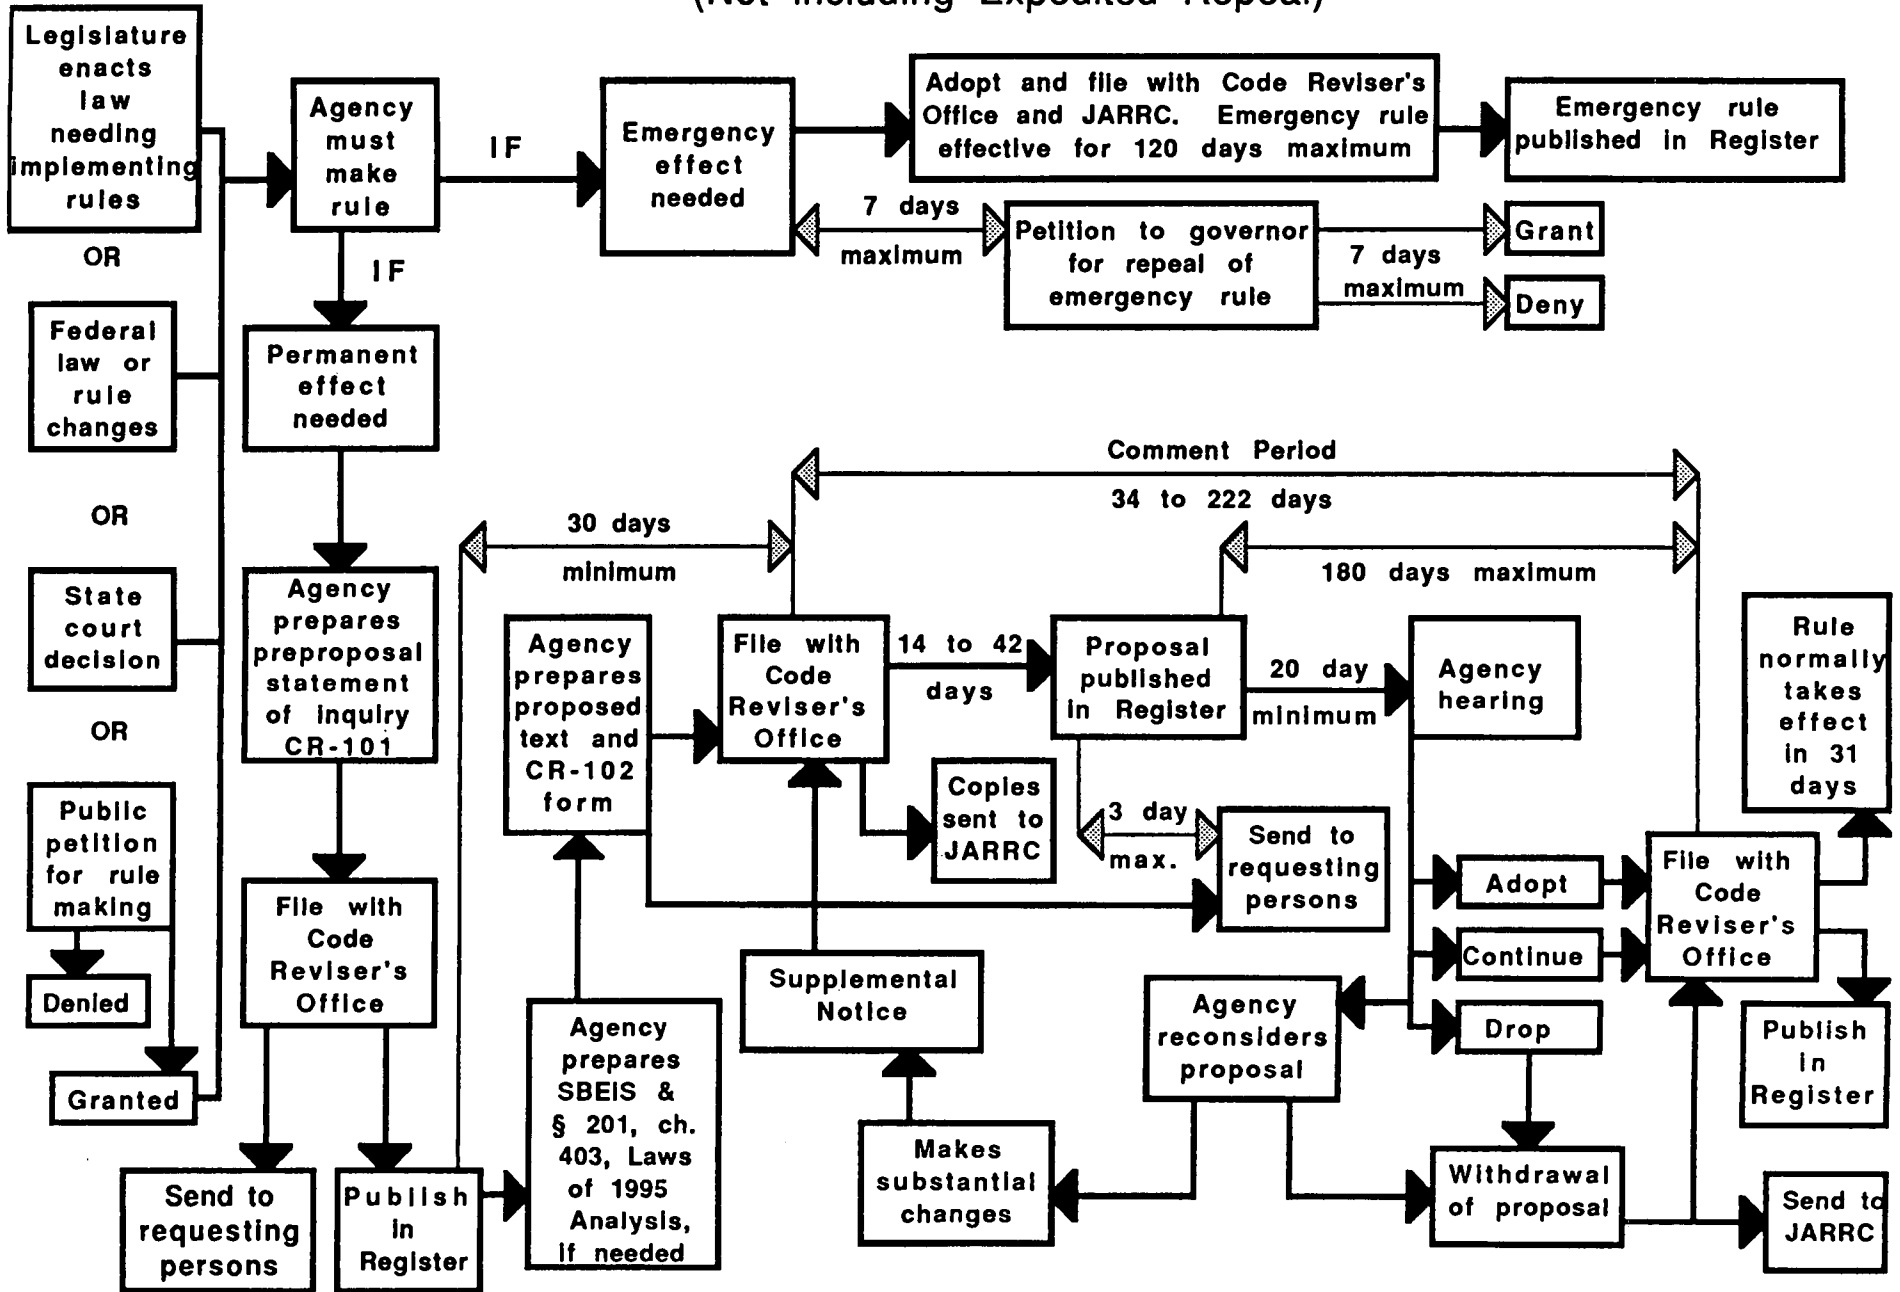 (Not Including Expedited Repeal)
Legislature
enacts
law
needing
implementing
rules
OR
Federal
law or
rule
changes
OR
State
court
decision
OR
Public
petition
for rule
making
Denied
Granted
Agency
must
make
rule
IF
IF
Emergency
effect
needed
Adopt and file with Code Reviser's
Office and JARRC. Emergency rule
effective for 120 days maximum
Emergency rule
published in Register
7 days
maximum
Petition to governor
for repeal of
emergency rule
7 days
maximum
Grant
Deny
Permanent
effect
needed
Agency
prepares
preproposal
statement
of inquiry
CR-101
File with
Code
Reviser's
Office
Send to
requesting
persons
Publish
in
Register
30 days
minimum
Agency
prepares
SBEIS &
§ 201, ch.
403, Laws
of 1995
Analysis,
if needed
Agency
prepares
proposed
text and
CR-102
form
File with
Code
Reviser's
Office
Copies
sent to
JARRC
Comment Period
34 to 222 days
14 to 42
days
Proposal
published
in Register
180 days maximum
20 day
minimum
Agency
hearing
3 day
max.
Send to
requesting
persons
Supplemental
Notice
Makes
substantial
changes
Agency
reconsiders
proposal
Adopt
Continue
Drop
Withdrawal
of proposal
File with
Code
Reviser's
Office
Rule
normally
takes
effect
in 31
days
Publish
in
Register
Send to
JARRC